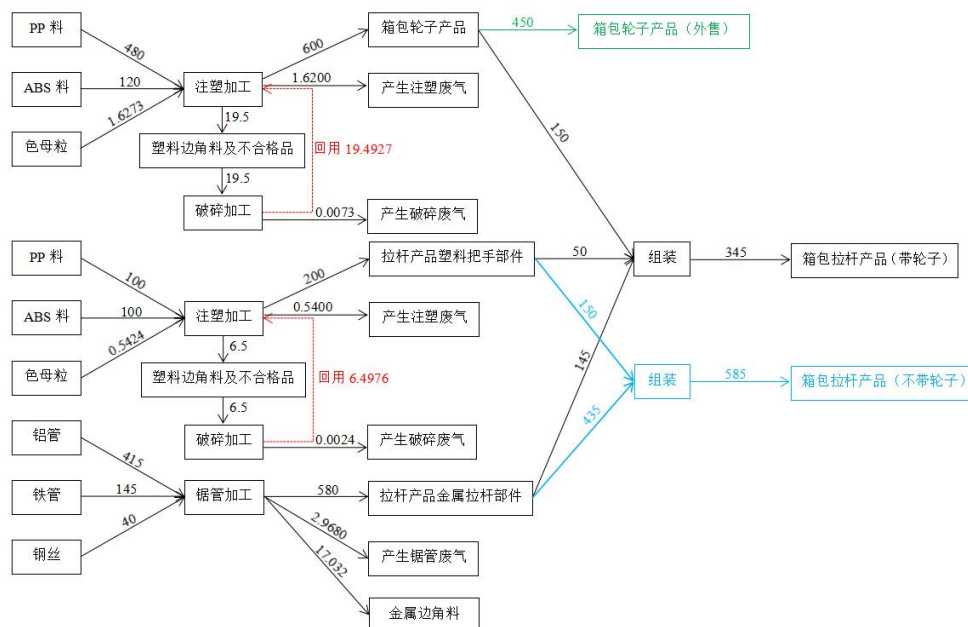 PP 料
480
箱包轮子产品
450
箱包轮子产品（外售）
600
ABS 料
120
注塑加工
1.6200
产生注塑废气
1.6273
色母粒
19.5
塑料边角料及不合格品
回用 19.4927
150
19.5
破碎加工
0.0073
产生破碎废气
PP 料
100
拉杆产品塑料把手部件
50
组装
345
箱包拉杆产品（带轮子）
200
ABS 料
100
注塑加工
0.5400
产生注塑废气
150
0.5424
色母粒
6.5
塑料边角料及不合格品
回用 6.4976
145
组装
585
箱包拉杆产品（不带轮子）
6.5
435
铝管
破碎加工
0.0024
产生破碎废气
415
铁管
145
锯管加工
580
拉杆产品金属拉杆部件
40
钢丝
2.9680
产生锯管废气
17.032
金属边角料